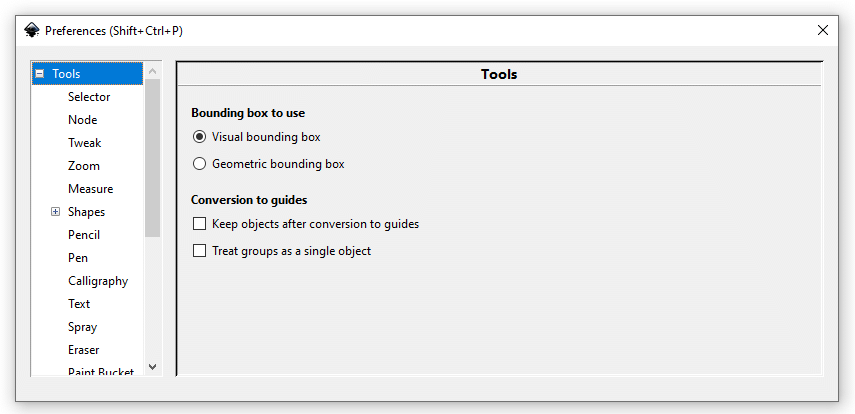 Preferences (Shift+Ctrl+P)
Tools
Selector
Node
Tweak
Zoom
Measure
Shapes
Pencil
Pen
Calligraphy
Text
Spray
Eraser
Paint Bucket
Tools
Bounding box to use
Visual bounding box
Geometric bounding box
Conversion to guides
Keep objects after conversion to guides
Treat groups as a single object